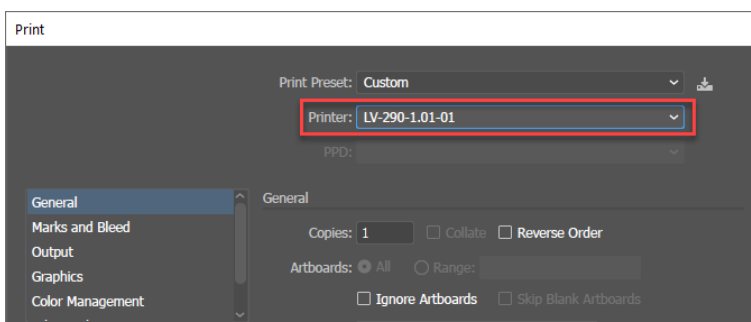 Print
Print Preset: Custom
Printer: LV-290-1.01-01
PPD:
General
Marks and Bleed
Output
Graphics
Color Management
General
Copies: 1 Collate Reverse Order
Artboards: All Range:
Ignore Artboards Skip Blank Artboards